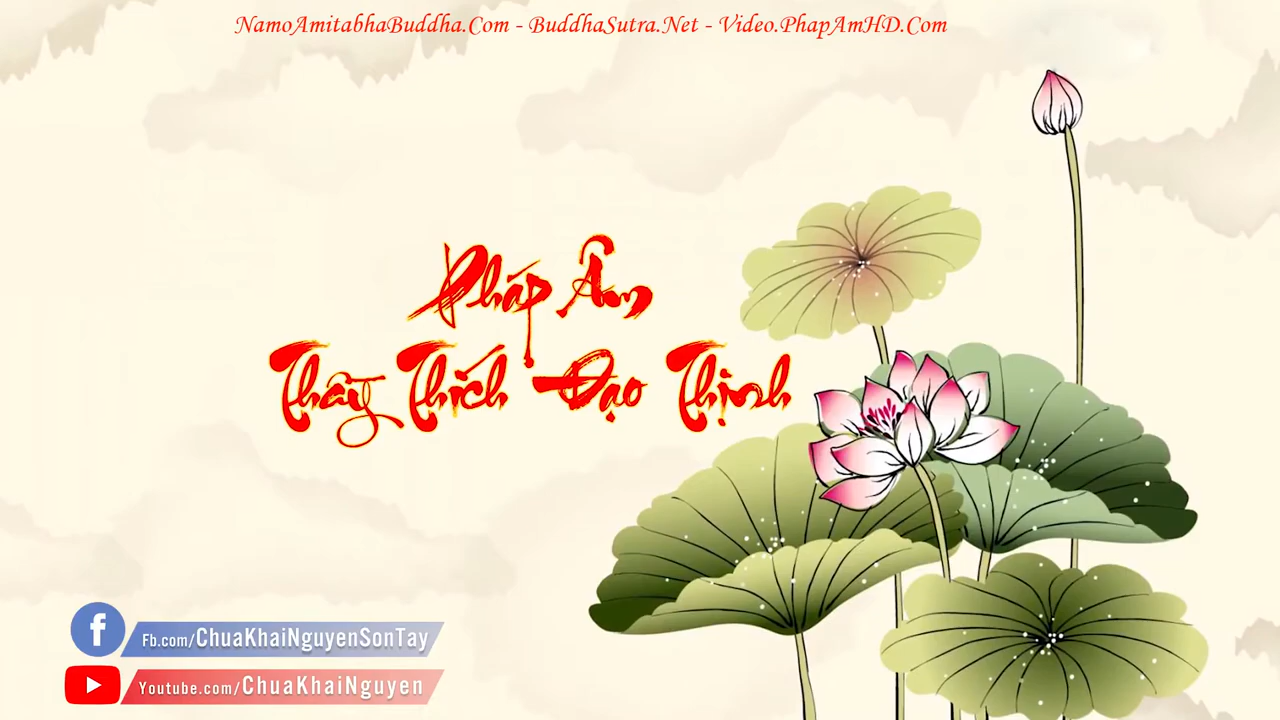 NamoAmitabhaBuddha.Com - BuddhaSutra.Net - Video.PhapAmHD.Com
Pháp Âm
Thầy Thích Đạo Thịnh
Fb.com/ChuaKhaiNguyenSonTay
Youtube.com/ChuaKhaiNguyen